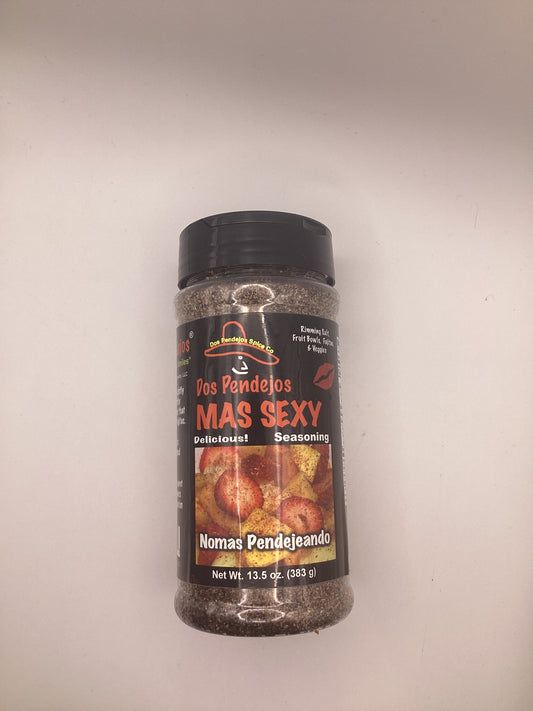 Dos Pendejos Spice Co
Rimming Salt
Fruit Bowls, Fajitas,
& Veggies
Dos Pendejos
MAS SEXY
Delicious! Seasoning
Nomas Pendejeando
Net Wt. 13.5 oz. (383 g)